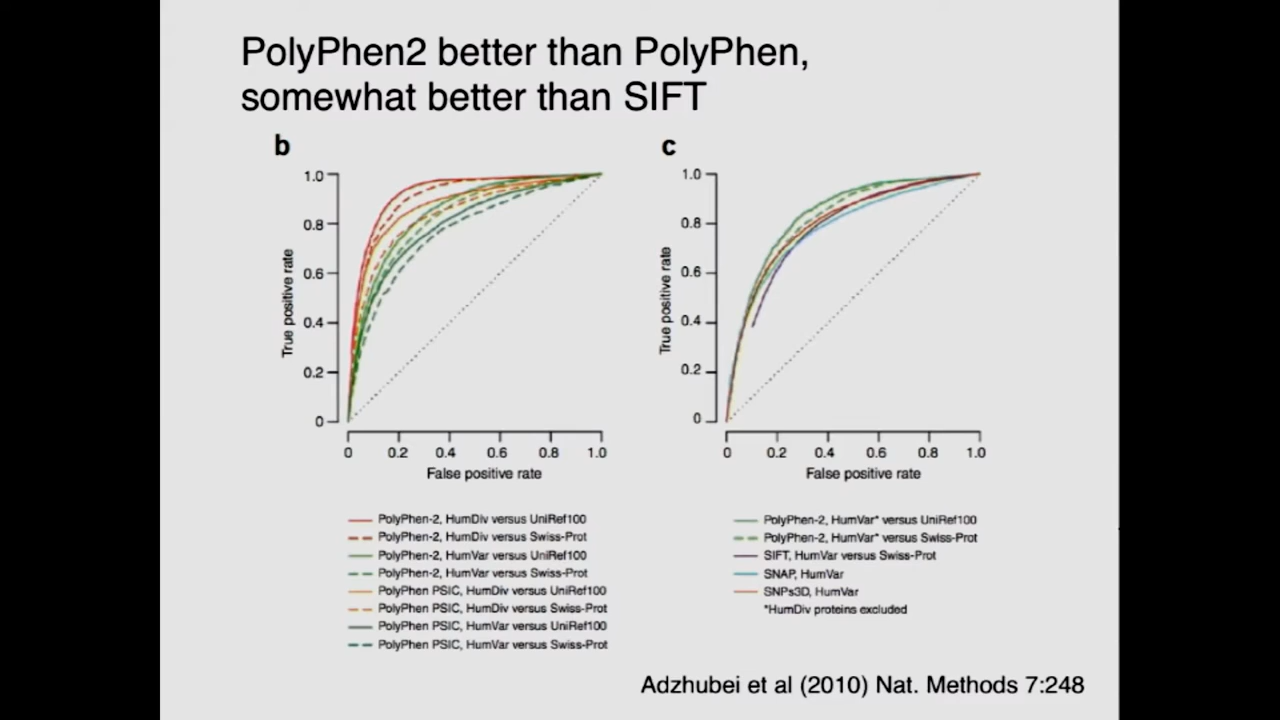 PolyPhen2 better than PolyPhen,
somewhat better than SIFT
b
1.0
0.8
0.6
0.4
0.2
0
True positive rate
0 0.2 0.4 0.6 0.8 1.0
False positive rate
PolyPhen-2, HumDiv versus UniRef100
PolyPhen-2, HumDiv versus Swiss-Prot
PolyPhen-2, HumVar versus UniRef100
PolyPhen-2, HumVar versus Swiss-Prot
PolyPhen PSIC, HumDiv versus UniRef100
PolyPhen PSIC, HumDiv versus Swiss-Prot
PolyPhen PSIC, HumVar versus UniRef100
PolyPhen PSIC, HumVar versus Swiss-Prot
c
1.0
0.8
0.6
0.4
0.2
0
True positive rate
0 0.2 0.4 0.6 0.8 1.0
False positive rate
PolyPhen-2, HumVar* versus UniRef100
PolyPhen-2, HumVar* versus Swiss-Prot
SIFT, HumVar versus Swiss-Prot
SNAP, HumVar
SNPs3D, HumVar
*HumDiv proteins excluded
Adzhubei et al (2010) Nat. Methods 7:248